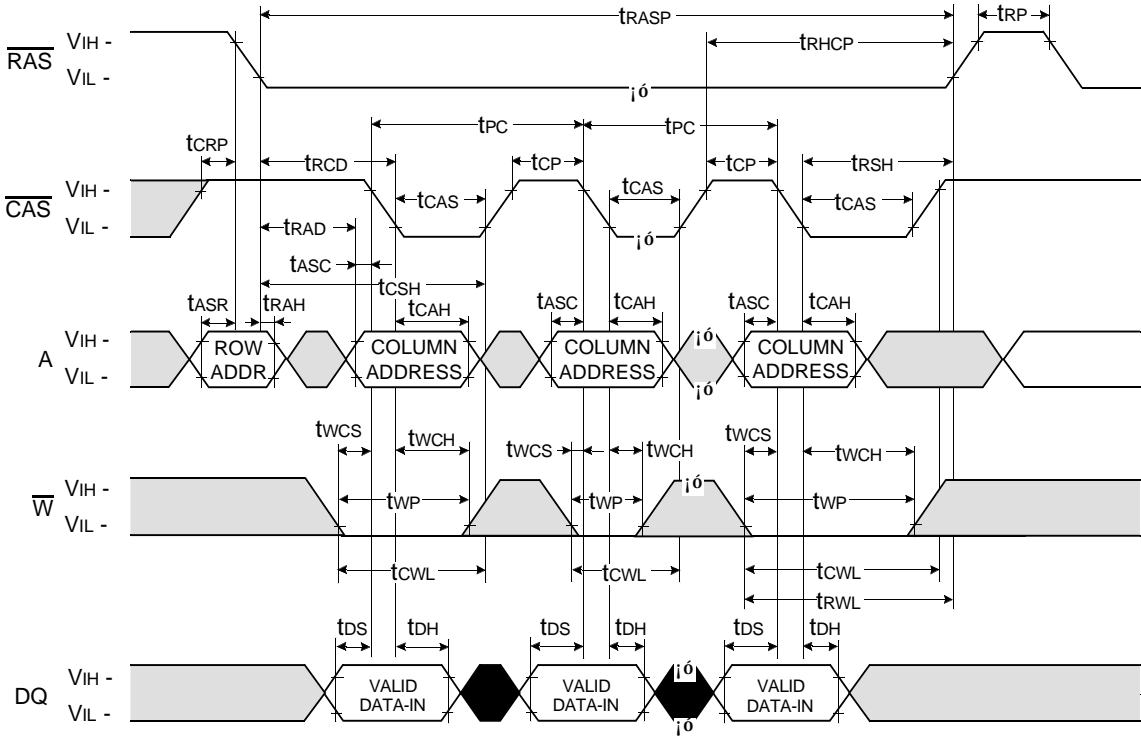 tRASP
tRP
tRHCP
RAS
VIH -
VIL -
¡ó
tPC
tPC
tCRP
tRCD
tCP
tCP
tRSH
CAS
VIH -
VIL -
tCAS
tCAS
tCAS
¡ó
tRAD
tASC
tCSH
tASR
tRAH
tCAH
tASC
tCAH
tASC
tCAH
A
VIH -
VIL -
ROW
ADDR
COLUMN
ADDRESS
COLUMN
ADDRESS
¡ó
¡ó
COLUMN
ADDRESS
tWCS
tWCH
tWCS
tWCH
tWCS
tWCH
W
VIH -
VIL -
tWP
tWP
¡ó
tWP
tCWL
tCWL
tCWL
tRWL
tDS
tDH
tDS
tDH
tDS
tDH
DQ
VIH -
VIL -
VALID
DATA-IN
VALID
DATA-IN
¡ó
¡ó
VALID
DATA-IN